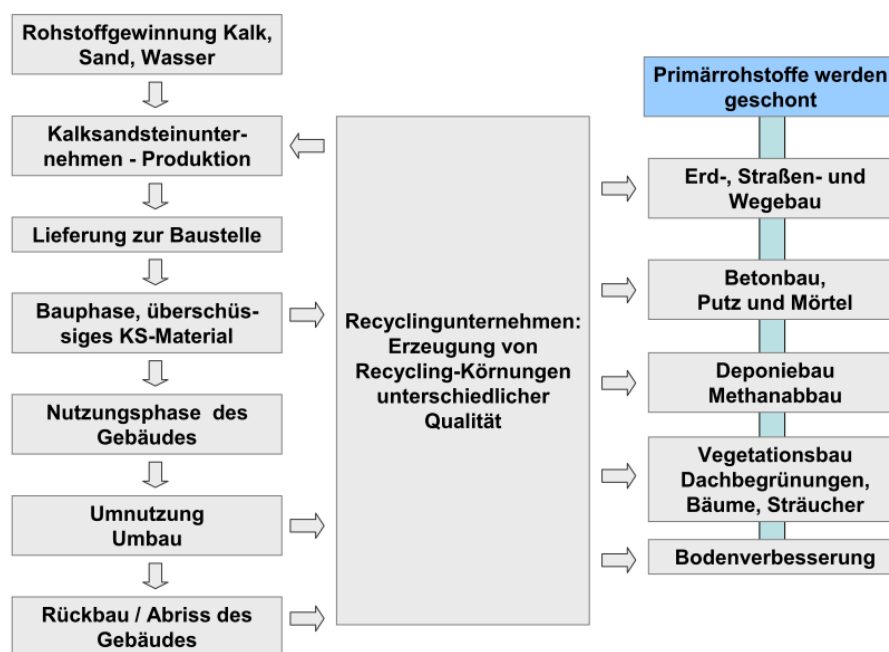 Rohstoffgewinnung Kalk,
Sand, Wasser
Kalksandsteinunter-
nehmen - Produktion
Lieferung zur Baustelle
Bauphase, überschüs-
siges KS-Material
Nutzungsphase des
Gebäudes
Umnutzung
Umbau
Rückbau / Abriss des
Gebäudes
Recyclingunternehmen:
Erzeugung von
Recycling-Körnungen
unterschiedlicher
Qualität
Primärrohstoffe werden
geschont
Erd-, Straßen- und
Wegebau
Betonbau,
Putz und Mörtel
Deponiebau
Methanabbau
Vegetationsbau
Dachbegrünungen,
Bäume, Sträucher
Bodenverbesserung